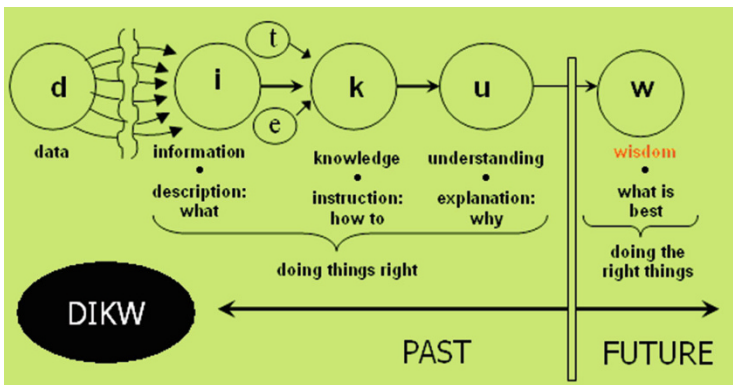 d
i
t
e
k
u
w
data
information
•
description:
what
knowledge
•
instruction:
how to
understanding
•
explanation:
why
wisdom
•
what is
best
doing things right
doing the
right things
DIKW
PAST
FUTURE